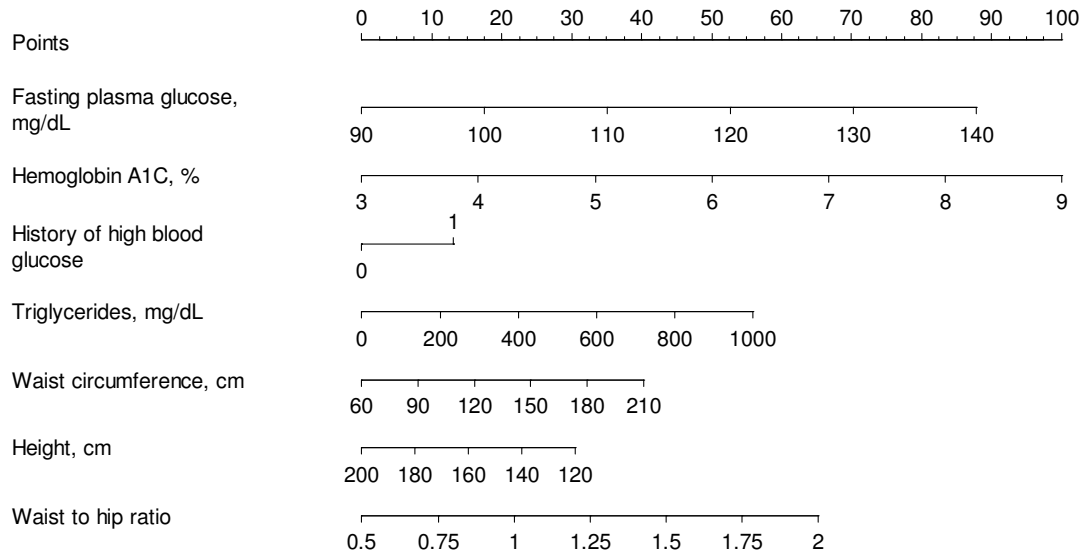 0 10 20 30 40 50 60 70 80 90 100
Points
Fasting plasma glucose,
mg/dL
90 100 110 120 130 140
Hemoglobin A1C, %
3 4 5 6 7 8 9
1
History of high blood
glucose
0
Triglycerides, mg/dL
0 200 400 600 800 1000
Waist circumference, cm
60 90 120 150 180 210
Height, cm
200 180 160 140 120
Waist to hip ratio
0.5 0.75 1 1.25 1.5 1.75 2